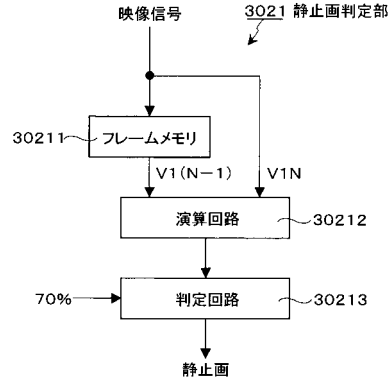 映像信号
3021 静止画判定部
30211
フレームメモリ
V1(N-1)
V1N
演算回路
30212
70%
判定回路
30213
静止画